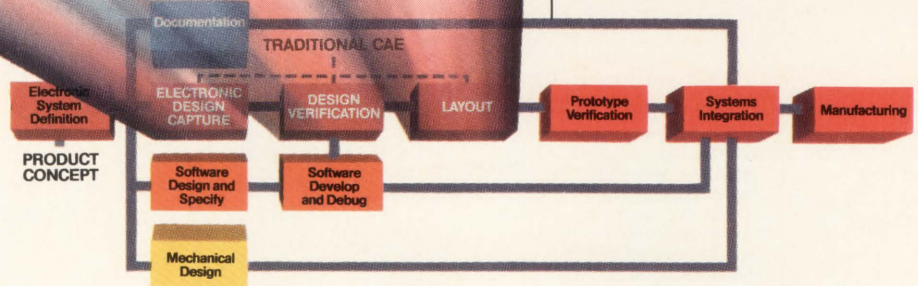 Documentation
TRADITIONAL CAE
Electronic
System
Definition
ELECTRONIC
DESIGN
CAPTURE
DESIGN
VERIFICATION
LAYOUT
Prototype
Verification
Systems
Integration
Manufacturing
PRODUCT
CONCEPT
Software
Design and
Specify
Software
Develop
and Debug
Mechanical
Design